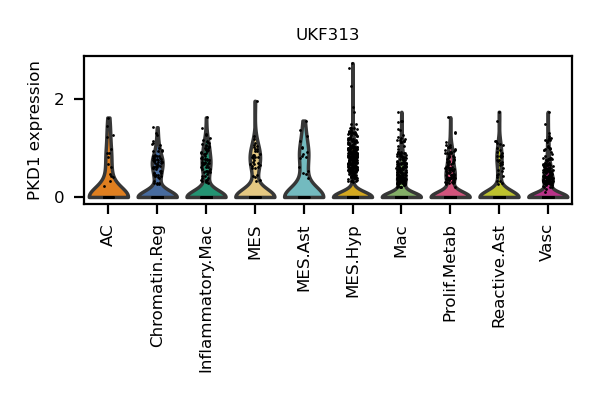 UKF313
PKD1 expression
2
0
AC
Chromatin.Reg
Inflammatory.Mac
MES
MES.Ast
MES.Hyp
Mac
Prolif.Metab
Reactive.Ast
Vasc